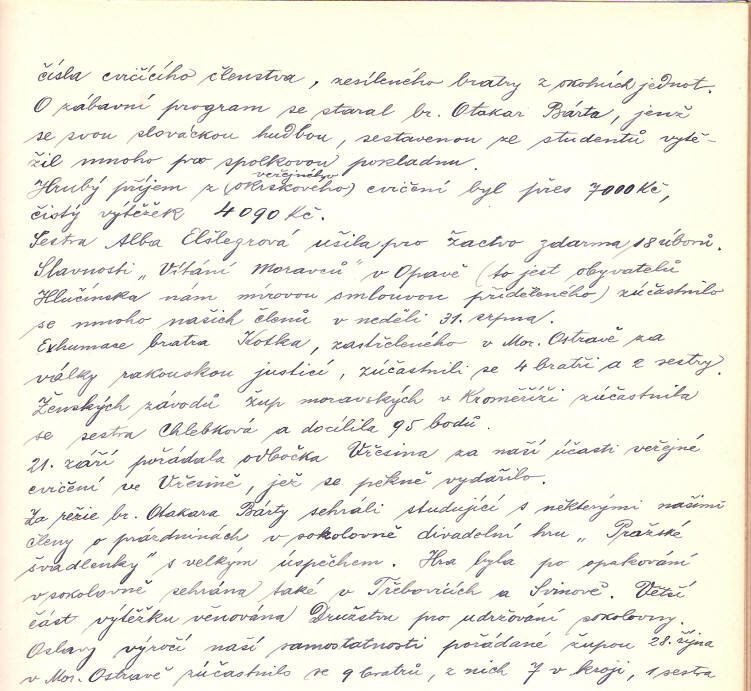 čísla cvičícího členstva, zesíleného bratry z okolních jednot.
O zábavní program se staral br. Otakar Bárta, jenž
se svou slováckou hudbou, sestavenou ze studentů vytě-
žil mnoho pro spolkovou pokladnu.
veřejného
Hrubý příjem z (okrskového) cvičení byl přes 7000 Kč,
čistý výtěžek 4090 Kč.
Sestra Alba Elšlegrová ušila pro žactvo zdarma 18 úborů.
Slavnosti „Vítání Moravců" v Opavě (to jest obyvatelů
Hlučínska nám mírovou smlouvou přiděleného) zúčastnilo
se mnoho našich členů v neděli 31. srpna.
Exhumace bratra Kotka, zastřeleného v Mor. Ostravě za
války rakouskou justicí, zúčastnili se 4 bratři a 2 sestry.
Ženských závodů žup moravských v Kroměříži zúčastnila
se sestra Chlebková a docílila 95 bodů.
21. září pořádala odbočka Vřesina za naší účasti veřejné
cvičení ve Vřesině, jež se pěkně vydařilo.
Za režie br. Otakara Bárty sehráli studující s některými našimi
členy o prázdninách v sokolovně divadelní hru „Pražské
švadlenky" s velkým úspěchem. Hra byla po opakování
v sokolovně sehrána také v Třebovicích a Svinově. Větší
část výtěžku věnována Družstvu pro udržování sokolovny.
Oslavy výročí naší samostatnosti pořádané župou 28. října
v Mor. Ostravě zúčastnilo se 9 bratrů, z nich 7 v kroji, 1 sestra